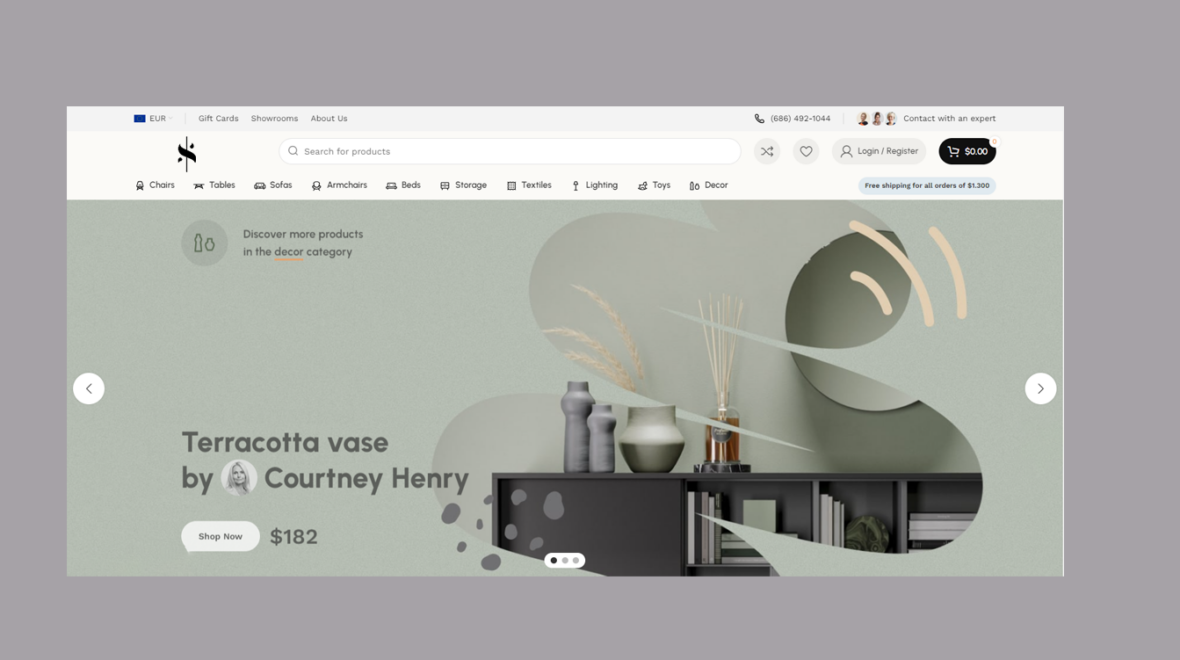 EUR
Gift Cards
Showrooms
About Us
(686) 492-1044
Contact with an expert
Search for products
Login / Register
$0.00
Chairs
Tables
Sofas
Armchairs
Beds
Storage
Textiles
Lighting
Toys
Decor
Free shipping for all orders of $1.300
Discover more products
in the decor category
Terracotta vase
by Courtney Henry
Shop Now
$182